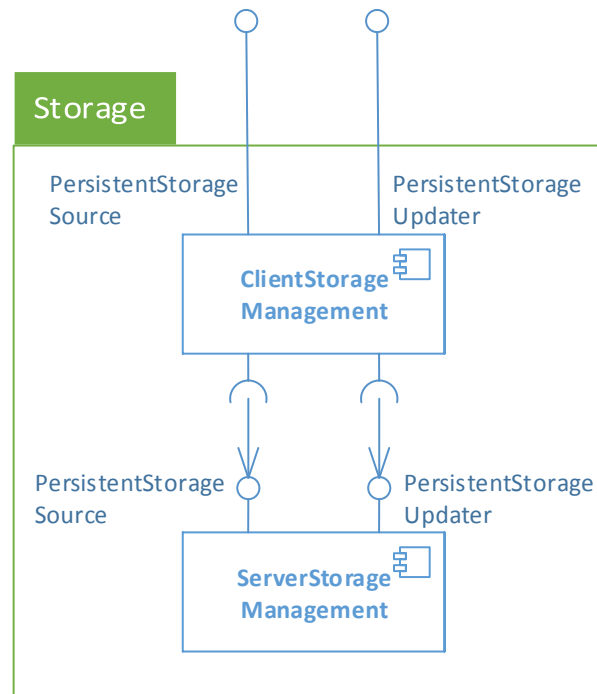 Storage
PersistentStorage
Source
PersistentStorage
Updater
ClientStorage
Management
PersistentStorage
Source
PersistentStorage
Updater
ServerStorage
Management